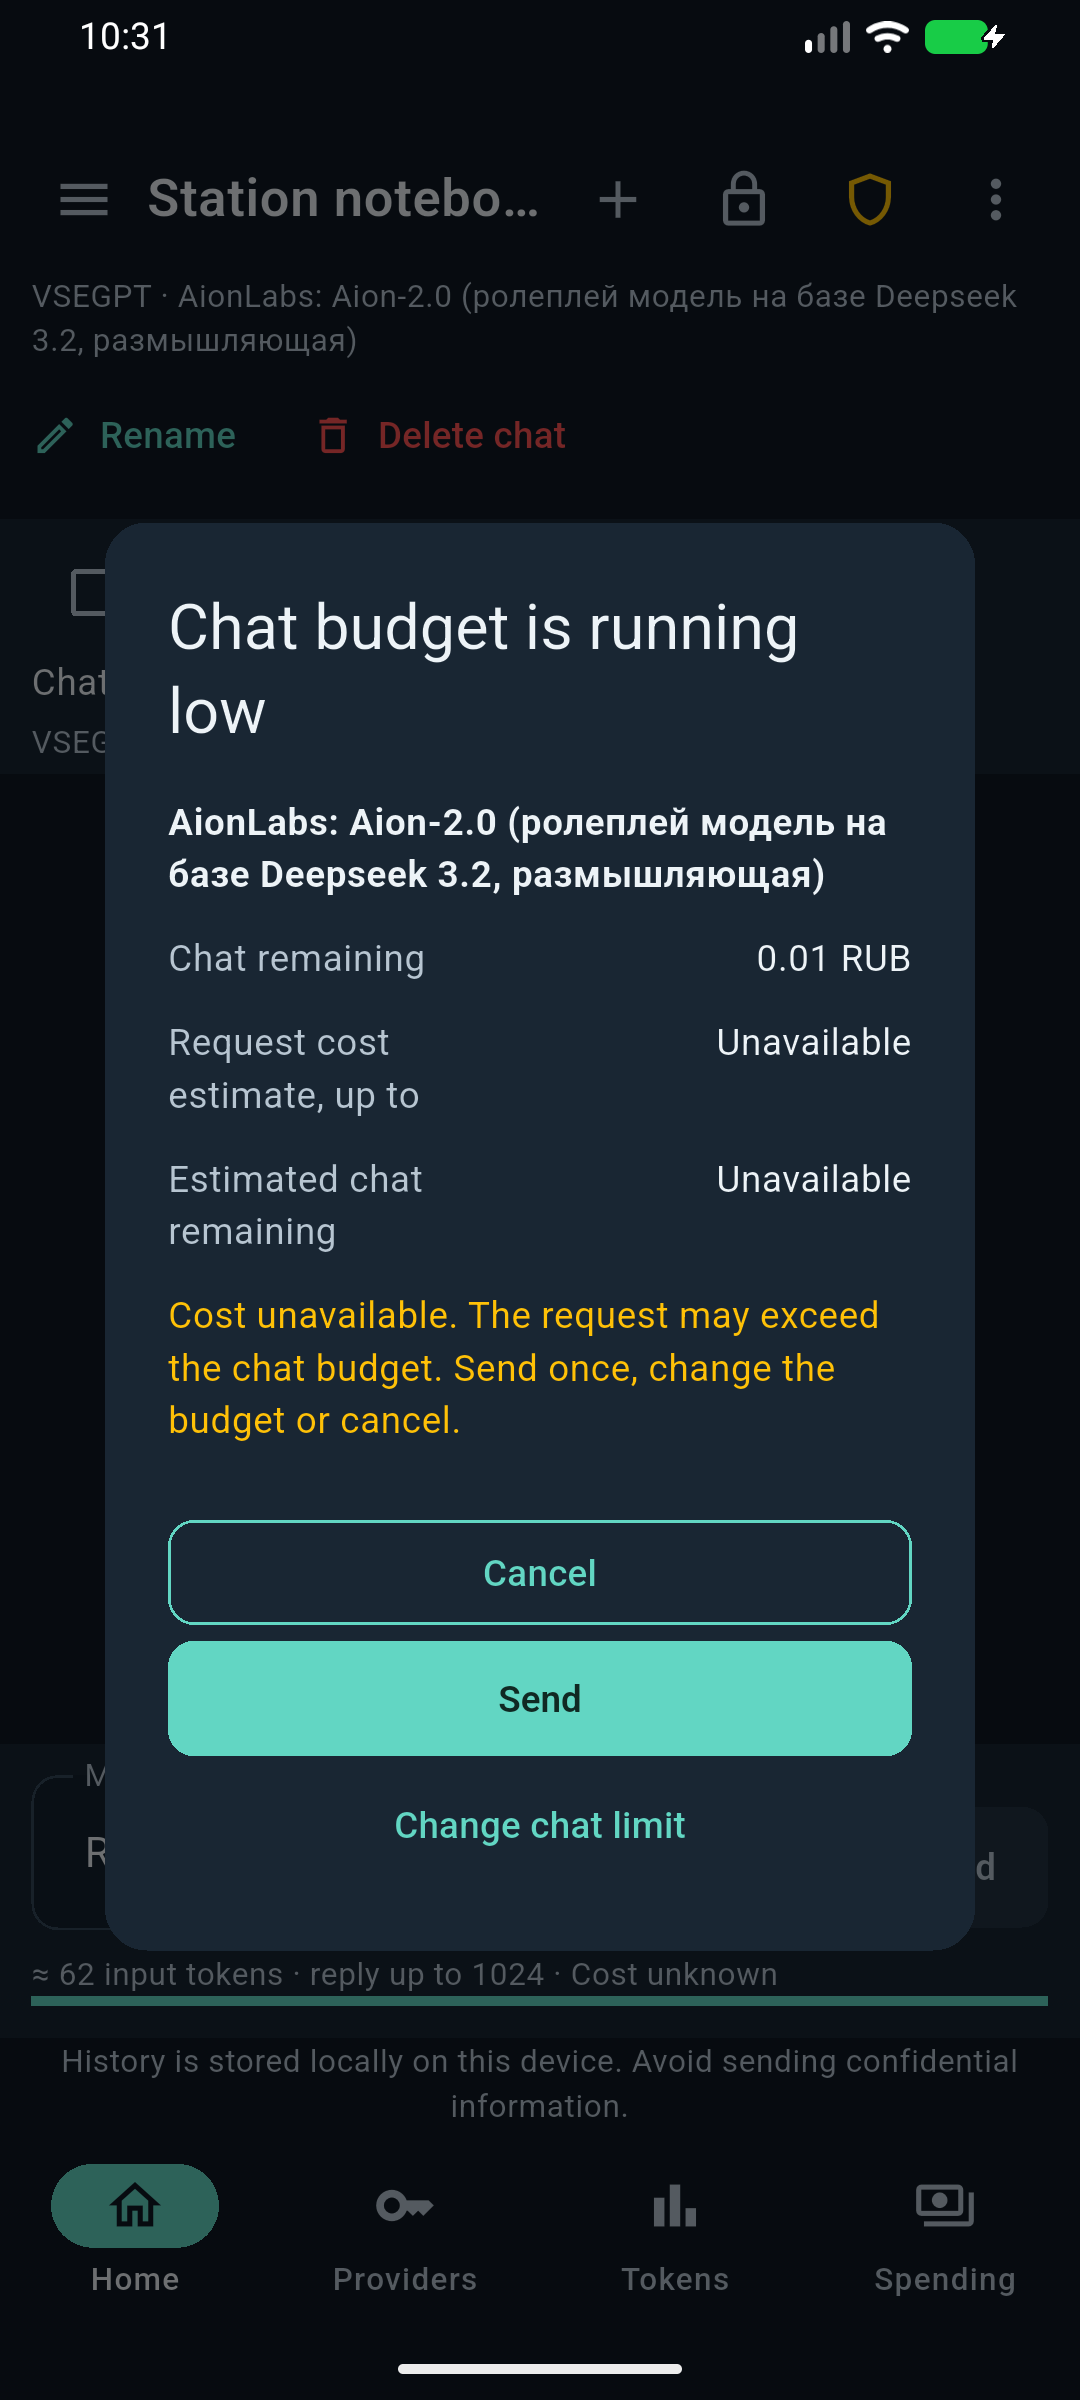 10:31
Station notebo…
VSEGPT · AionLabs: Aion-2.0 (ролеплей модель на базе Deepseek
3.2, размышляющая)
Rename
Delete chat
Chat
VSEG
Chat budget is running
low
AionLabs: Aion-2.0 (ролеплей модель на
базе Deepseek 3.2, размышляющая)
Chat remaining 0.01 RUB
Request cost Unavailable
estimate, up to
Estimated chat Unavailable
remaining
Cost unavailable. The request may exceed
the chat budget. Send once, change the
budget or cancel.
Cancel
Send
Change chat limit
≈ 62 input tokens · reply up to 1024 · Cost unknown
History is stored locally on this device. Avoid sending confidential
information.
Home
Providers
Tokens
Spending